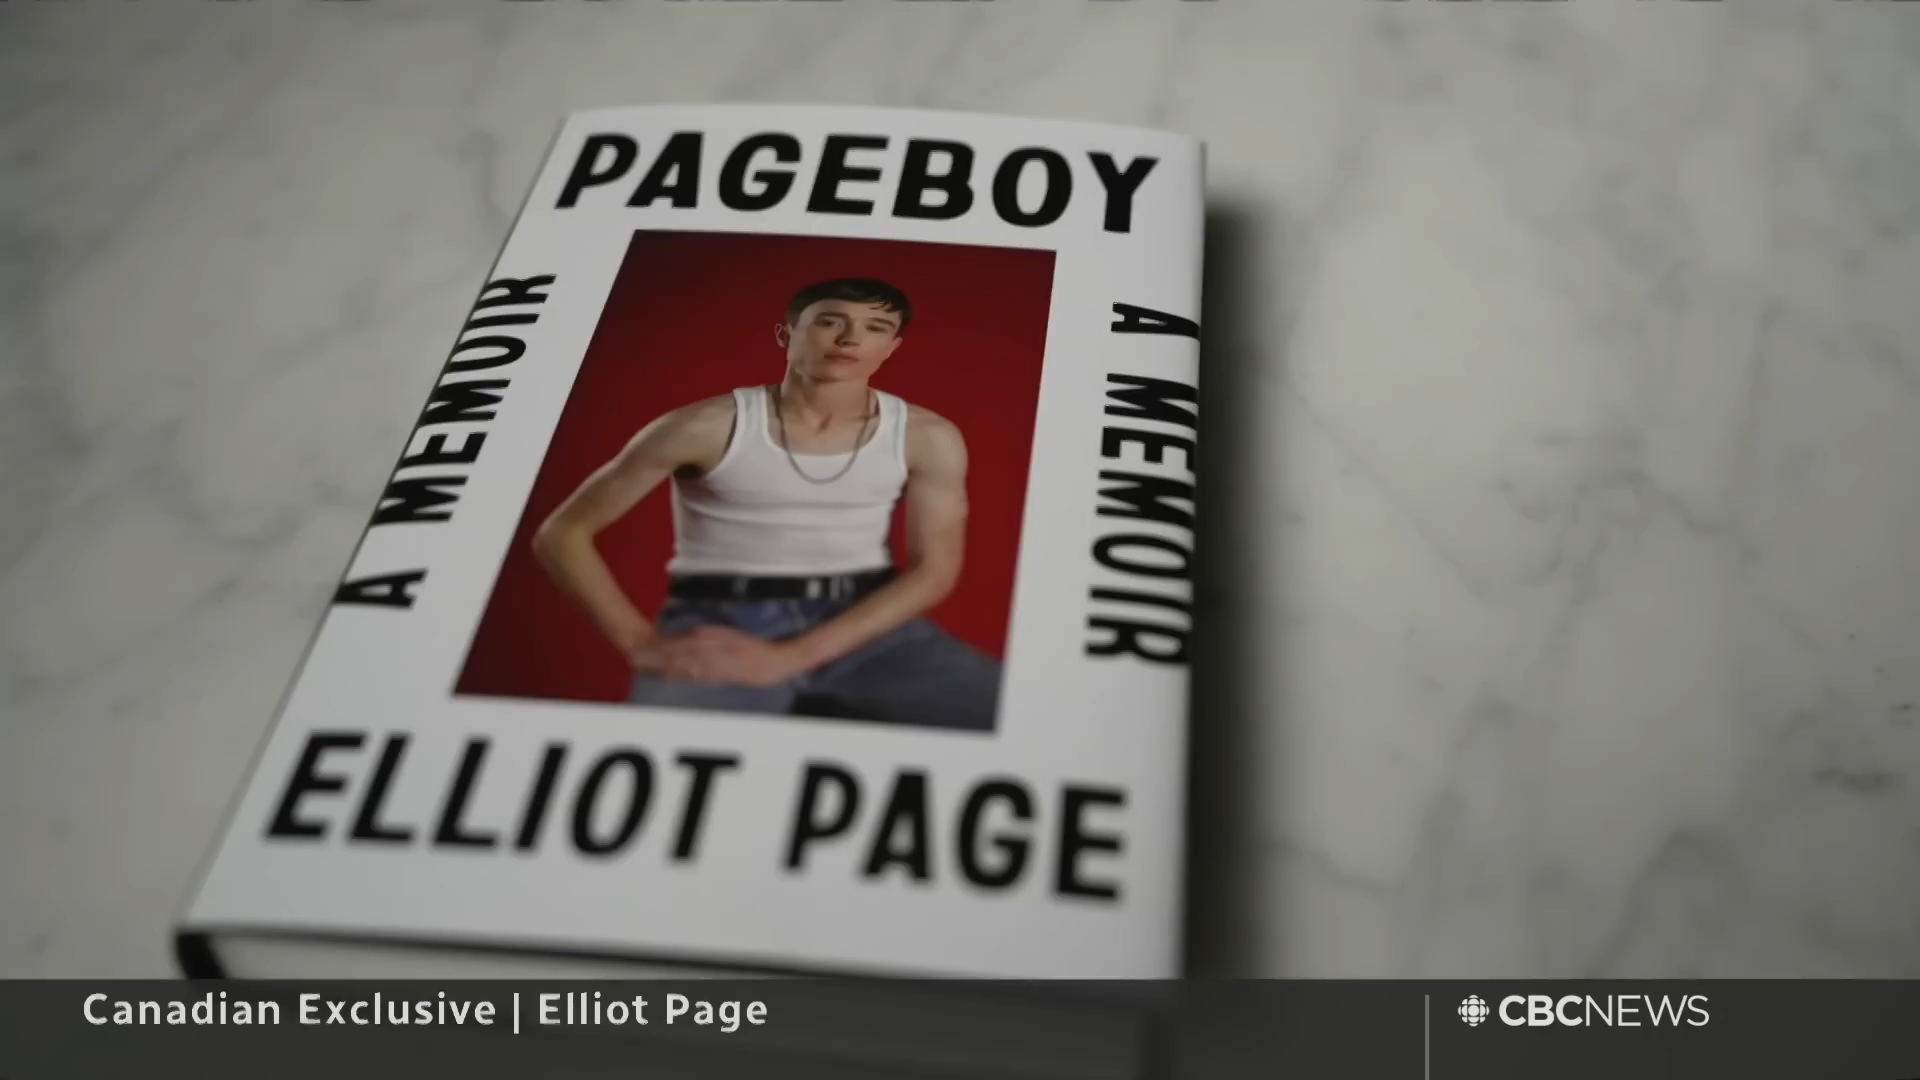 PAGEBOY
A MEMOIR
A MEMOIR
ELLIOT PAGE
Canadian Exclusive | Elliot Page
CBCNEWS